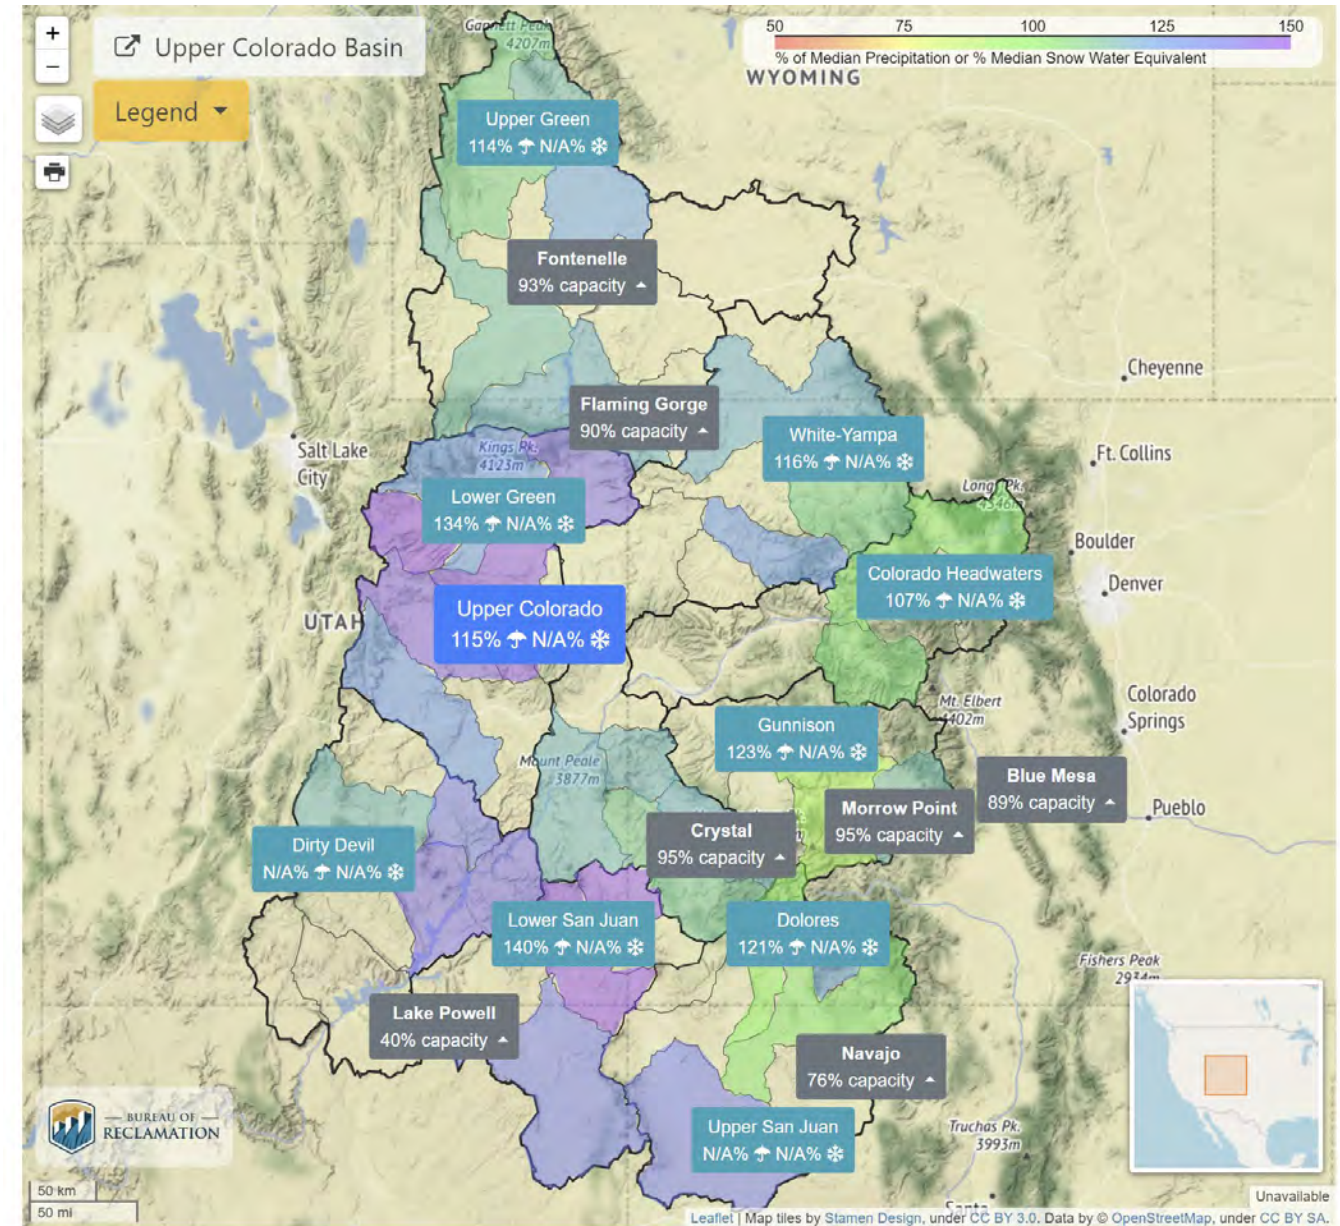 +
−
Upper Colorado Basin
Legend
50 75 100 125 150
% of Median Precipitation or % Median Snow Water Equivalent
WYOMING
Gannett Peak
4207m
Upper Green
114% N/A%
Fontenelle
93% capacity
Cheyenne
Flaming Gorge
90% capacity
White-Yampa
116% N/A%
Salt Lake
City
Kings Pk.
4123m
Ft. Collins
Lower Green
134% N/A%
Boulder
Denver
Colorado Headwaters
107% N/A%
UTAH
Upper Colorado
115% N/A%
Mt. Elbert
4402m
Colorado
Springs
Gunnison
123% N/A%
Mount Peale
3877m
Blue Mesa
89% capacity
Morrow Point
95% capacity
Pueblo
Crystal
95% capacity
Dirty Devil
N/A% N/A%
Lower San Juan
140% N/A%
Dolores
121% N/A%
Fishers Peak
2934m
Lake Powell
40% capacity
Navajo
76% capacity
BUREAU OF
RECLAMATION
Upper San Juan
N/A% N/A%
Truchas Pk.
3993m
50 km
50 mi
Unavailable
Leaflet | Map tiles by Stamen Design, under CC BY 3.0. Data by © OpenStreetMap, under CC BY SA.